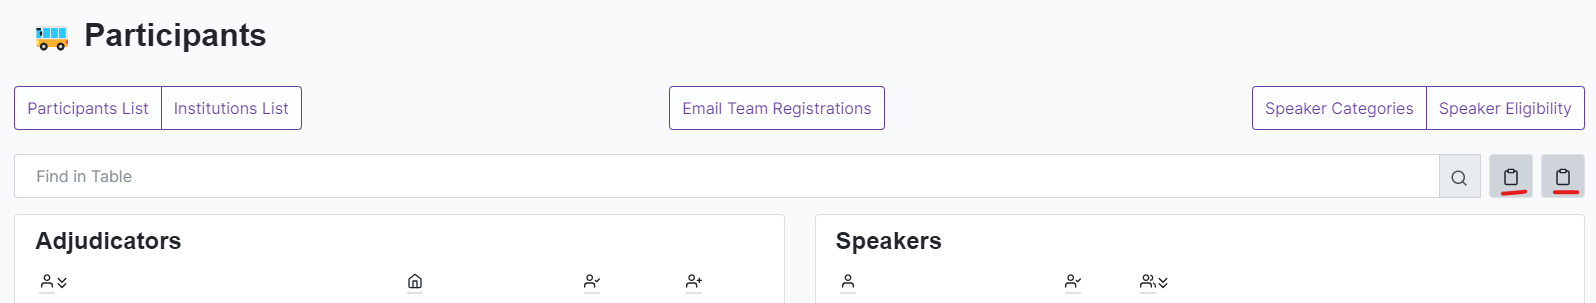 Participants
Participants List
Institutions List
Email Team Registrations
Speaker Categories
Speaker Eligibility
Find in Table
Adjudicators
Speakers